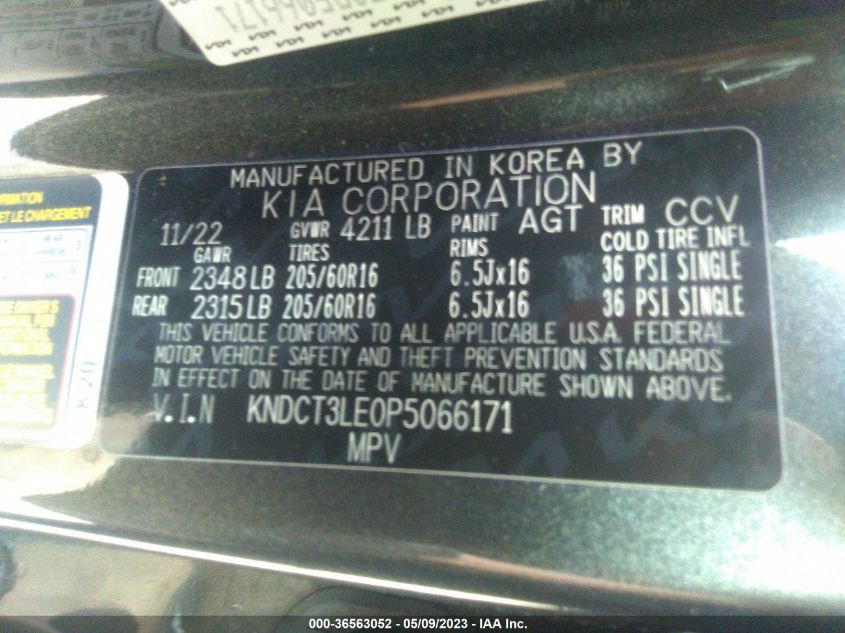 MANUFACTURED IN KOREA BY
KIA CORPORATION
11/22 GVWR 4211 LB PAINT AGT TRIM CCV
GAWR TIRES RIMS COLD TIRE INFL
FRONT 2348 LB 205/60R16 6.5Jx16 36 PSI SINGLE
REAR 2315 LB 205/60R16 6.5Jx16 36 PSI SINGLE
THIS VEHICLE CONFORMS TO ALL APPLICABLE U.S.A. FEDERAL
MOTOR VEHICLE SAFETY AND THEFT PREVENTION STANDARDS
IN EFFECT ON THE DATE OF MANUFACTURE SHOWN ABOVE.
V.I.N KNDCT3LE0P5066171
MPV
ET LE CHARGEMENT
000-36563052 - 05/09/2023 - IAA Inc.